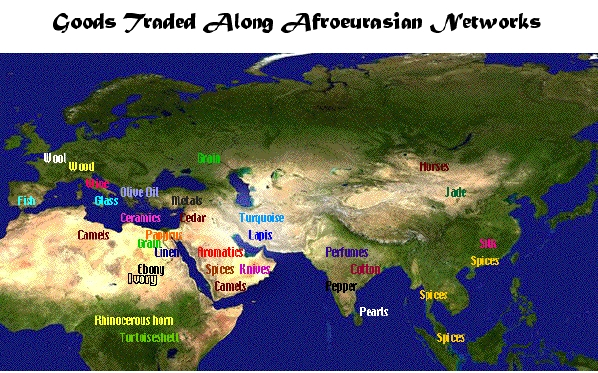 Goods Traded Along Afroeurasian Networks
Wool
Grain
Wood
Horses
Wine
Olive Oil
Jade
Fish
Glass
Metals
Ceramics
Cedar
Turquoise
Camels
Papyrus
Lapis
Grain
Silk
Linen
Aromatics
Perfumes
Spices
Ebony
Spices
Knives
Cotton
Ivory
Camels
Pepper
Spices
Pearls
Rhinocerous horn
Turtoiseshell
Spices